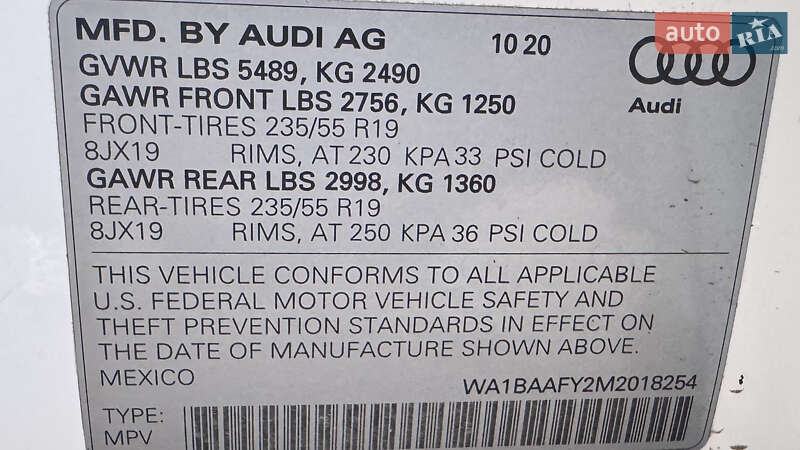 auto RIA .com
MFD. BY AUDI AG 10 20
GVWR LBS 5489, KG 2490
GAWR FRONT LBS 2756, KG 1250
Audi
FRONT-TIRES 235/55 R19
8JX19 RIMS, AT 230 KPA 33 PSI COLD
GAWR REAR LBS 2998, KG 1360
REAR-TIRES 235/55 R19
8JX19 RIMS, AT 250 KPA 36 PSI COLD
THIS VEHICLE CONFORMS TO ALL APPLICABLE
U.S. FEDERAL MOTOR VEHICLE SAFETY AND
THEFT PREVENTION STANDARDS IN EFFECT ON
THE DATE OF MANUFACTURE SHOWN ABOVE.
MEXICO WA1BAAFY2M2018254
TYPE:
MPV